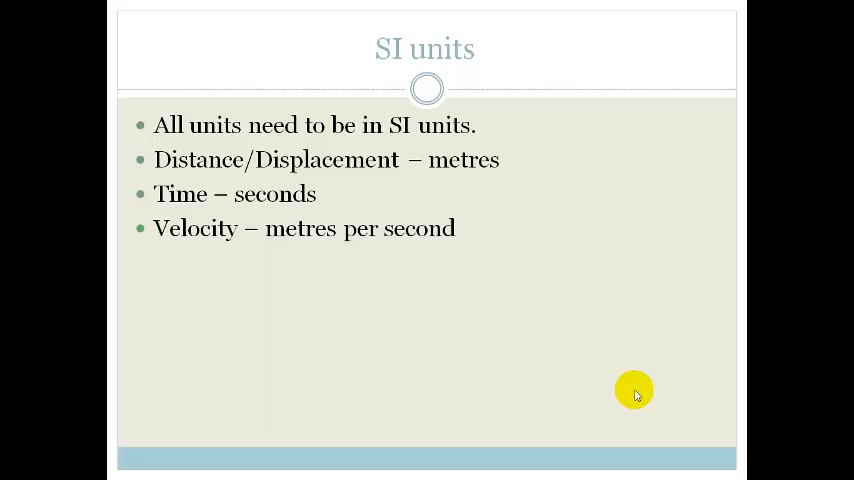 SI units
• All units need to be in SI units.
• Distance/Displacement – metres
• Time – seconds
• Velocity – metres per second